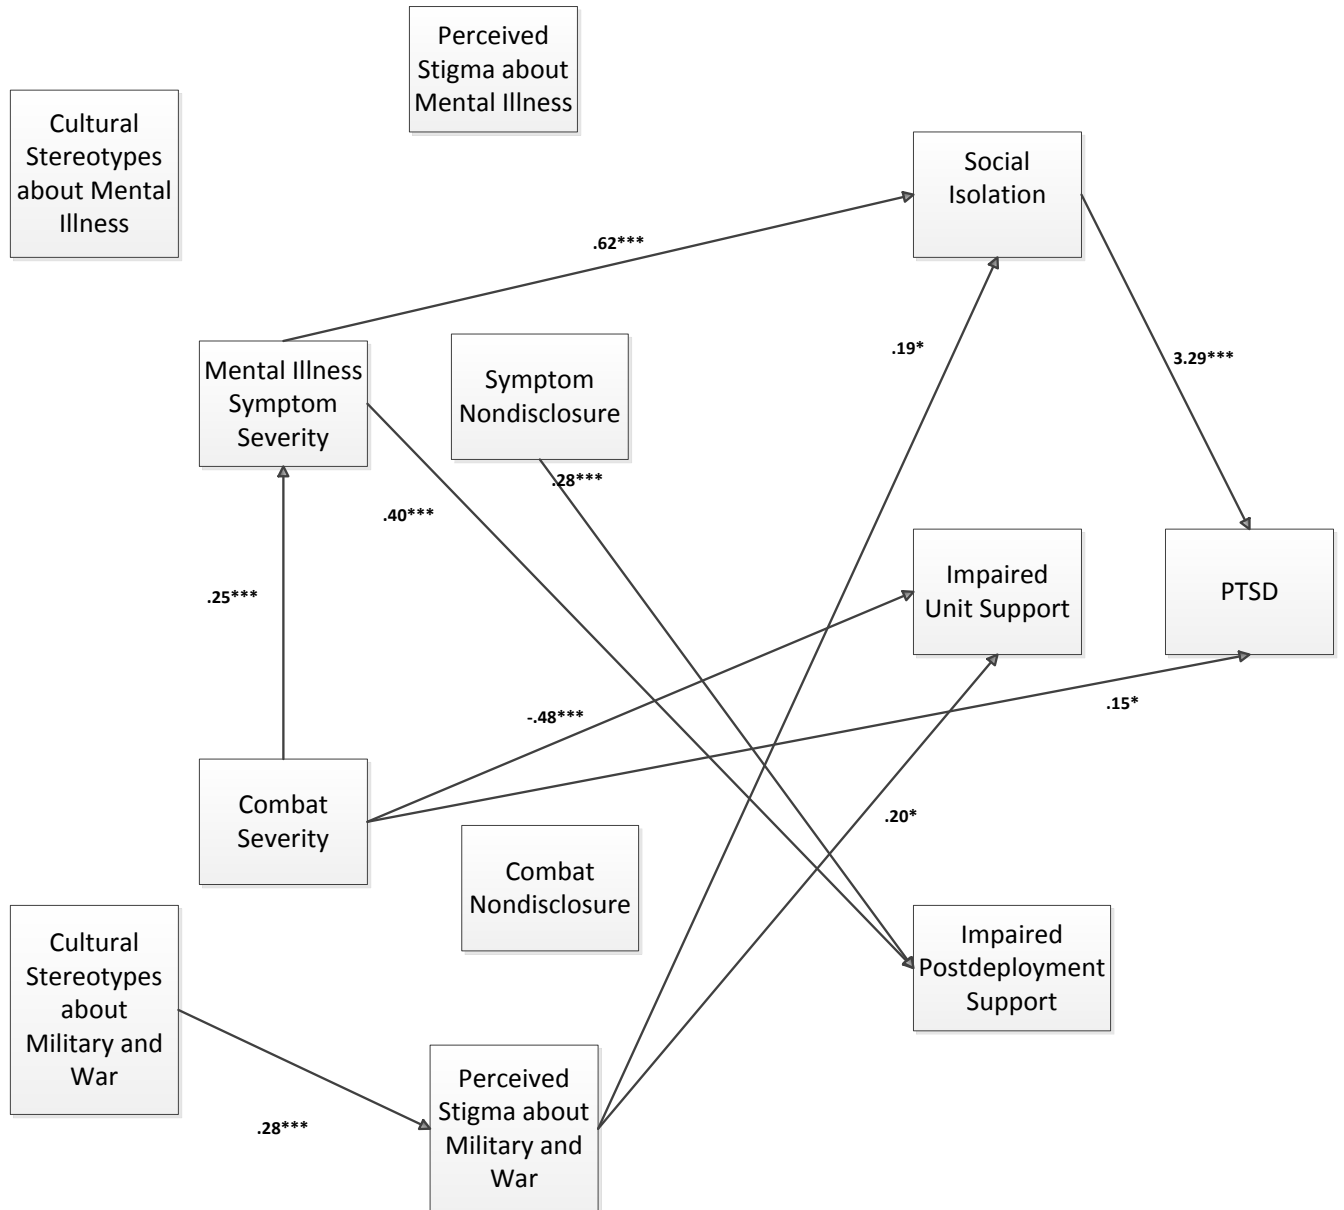 Perceived
Stigma about
Mental Illness
Cultural
Stereotypes
about Mental
Illness
Social
Isolation
.62***
Mental Illness
Symptom
Severity
Symptom
Nondisclosure
.19*
3.29***
.28***
.40***
Impaired
Unit Support
PTSD
.25***
-.48***
.15*
Combat
Severity
.20*
Combat
Nondisclosure
Cultural
Stereotypes
about
Military and
War
Impaired
Postdeployment
Support
Perceived
Stigma about
Military and
War
.28***